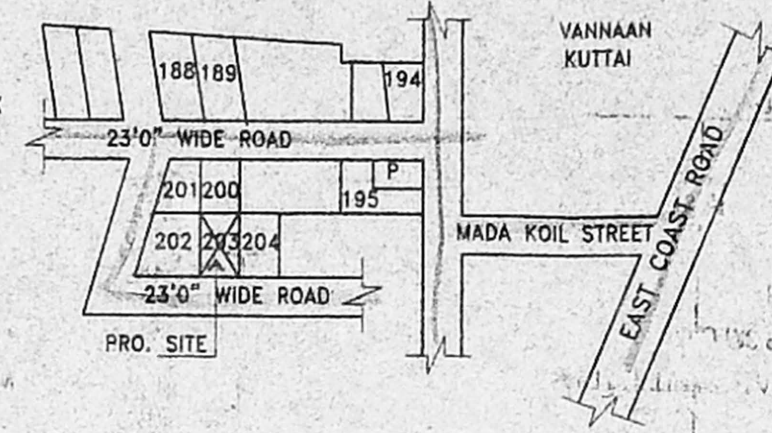 VANNAAN
KUTTAI
188 189
194
23'0" WIDE ROAD
P
201 200
195
202 203 204
MADA KOIL STREET
EAST COAST ROAD
23'0" WIDE ROAD
PRO. SITE